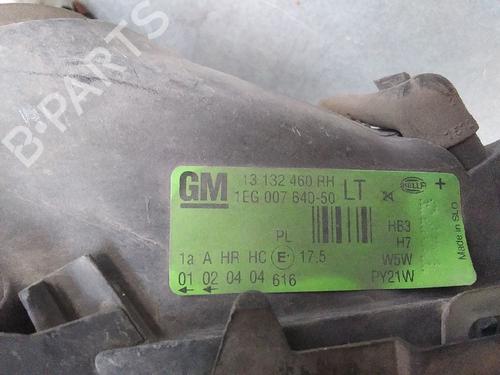 B-PARTS
GM 13 132 460 RH
1EG 007 640-50 LT
HELLA
+
PL
HB3
H7
1a A HR HC E 17.5 W5W
01 02 04 04 616 PY21W
Made in SLO